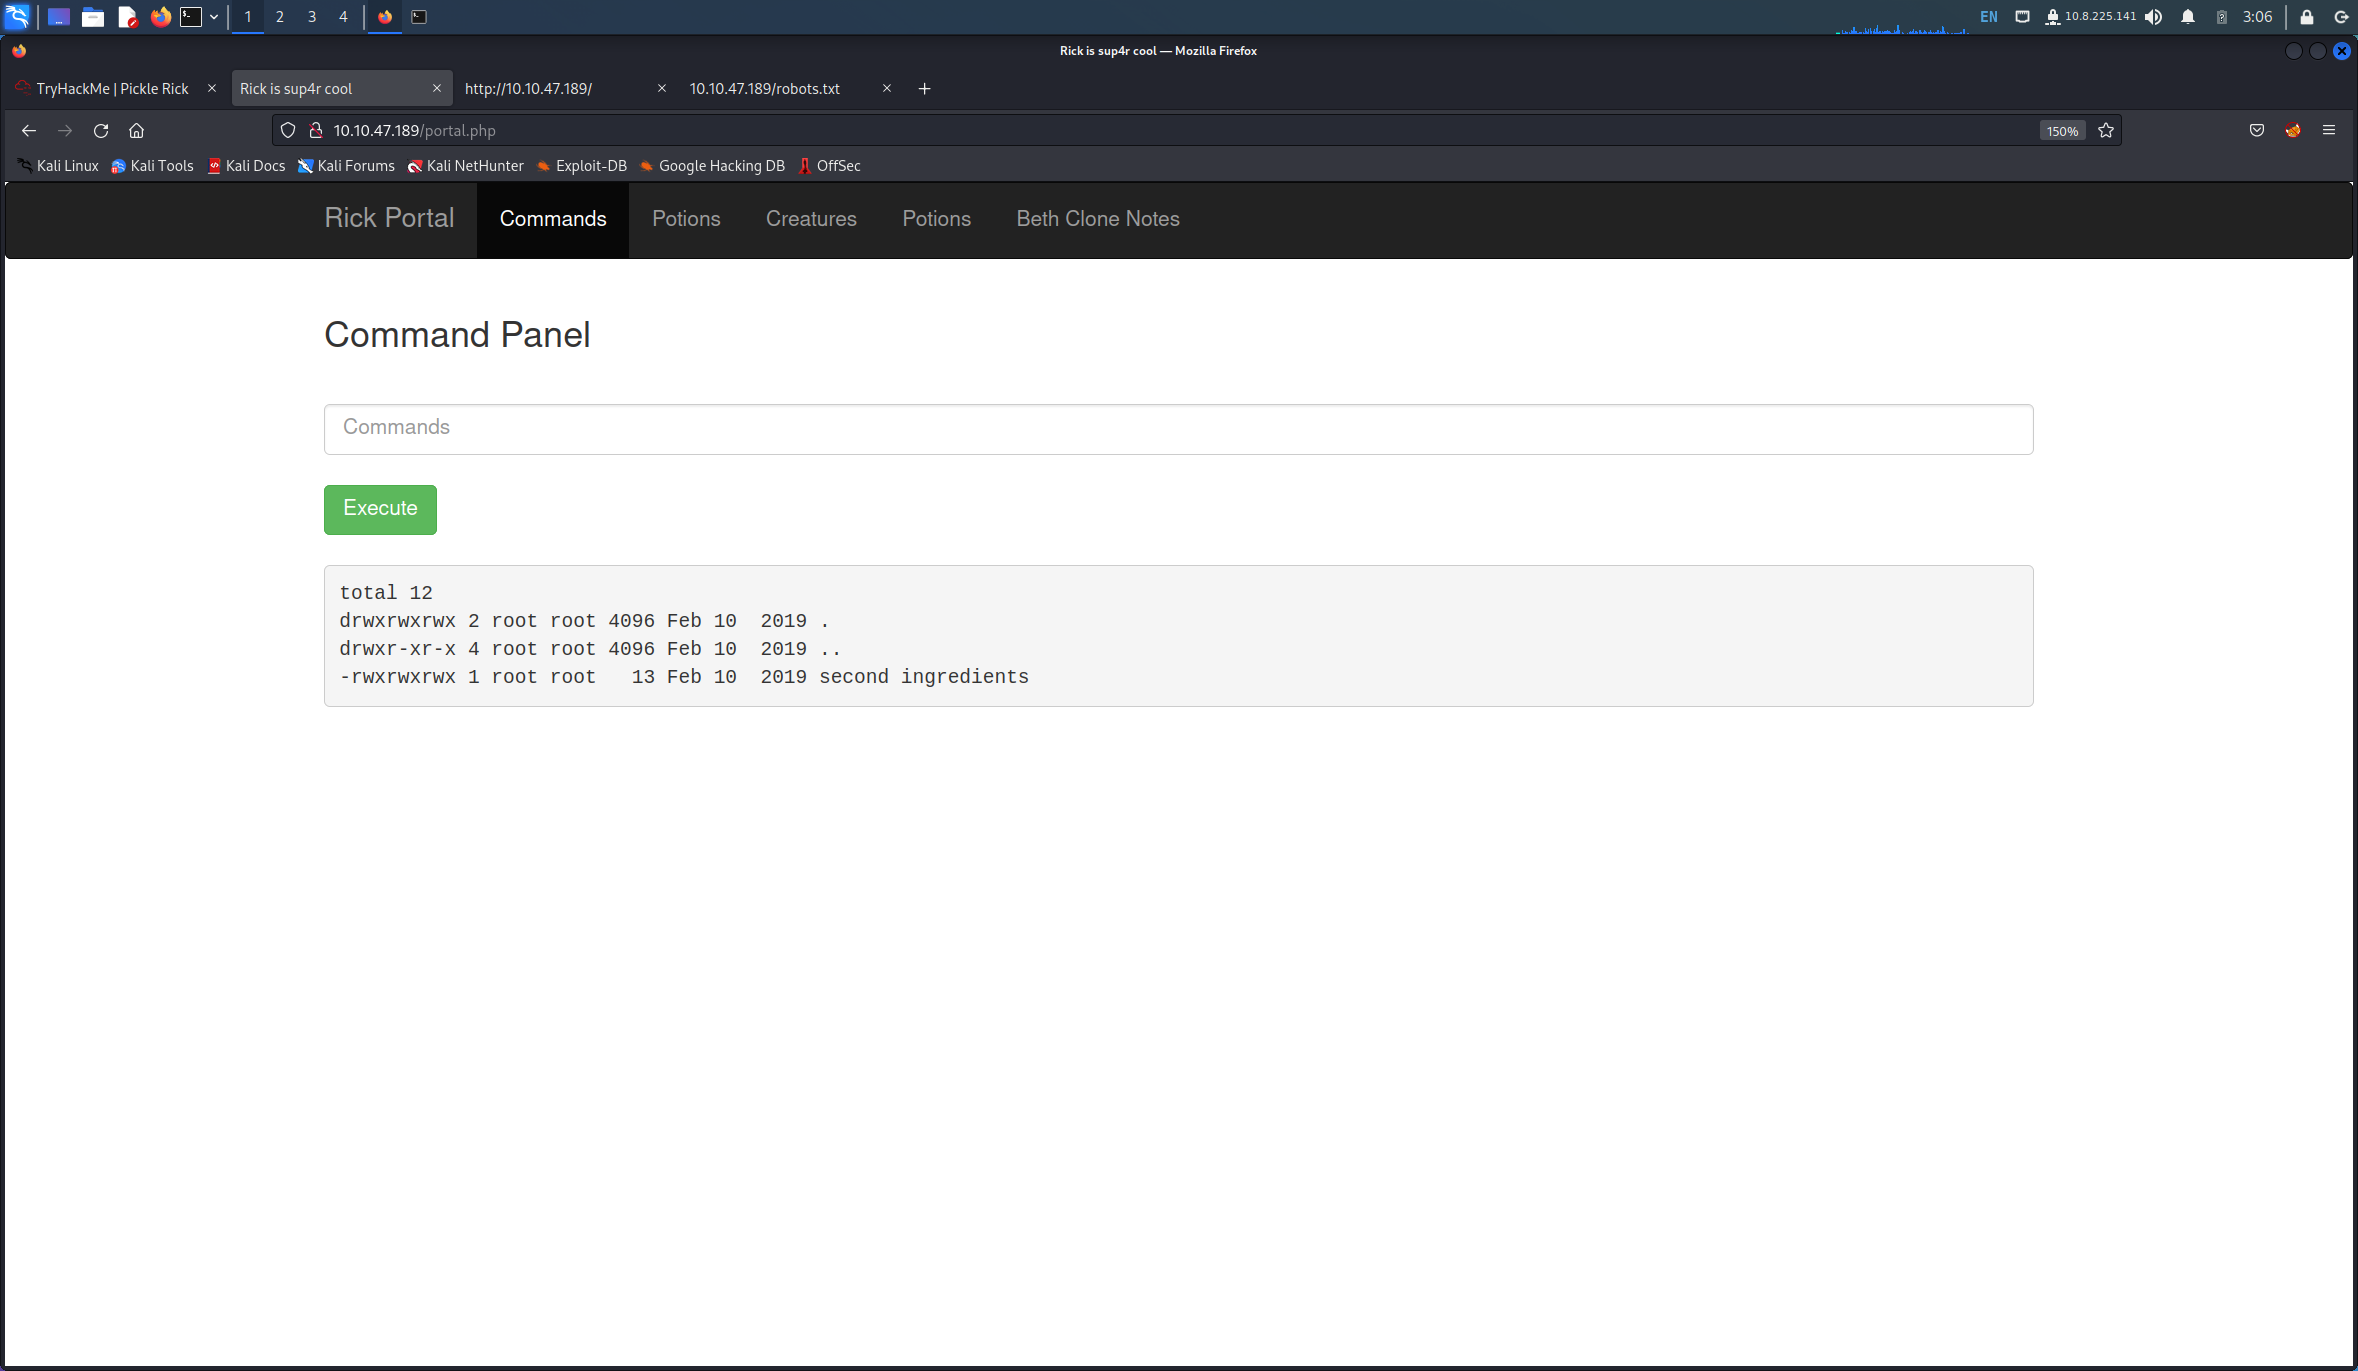 1 2 3 4 EN 10.8.225.141 3:06
Rick is sup4r cool — Mozilla Firefox
TryHackMe | Pickle Rick Rick is sup4r cool http://10.10.47.189/ 10.10.47.189/robots.txt
10.10.47.189/portal.php 150%
Kali Linux Kali Tools Kali Docs Kali Forums Kali NetHunter Exploit-DB Google Hacking DB OffSec
Rick Portal Commands Potions Creatures Potions Beth Clone Notes
Command Panel
Commands
Execute
total 12
drwxrwxrwx 2 root root 4096 Feb 10  2019 .
drwxr-xr-x 4 root root 4096 Feb 10  2019 ..
-rwxrwxrwx 1 root root   13 Feb 10  2019 second ingredients